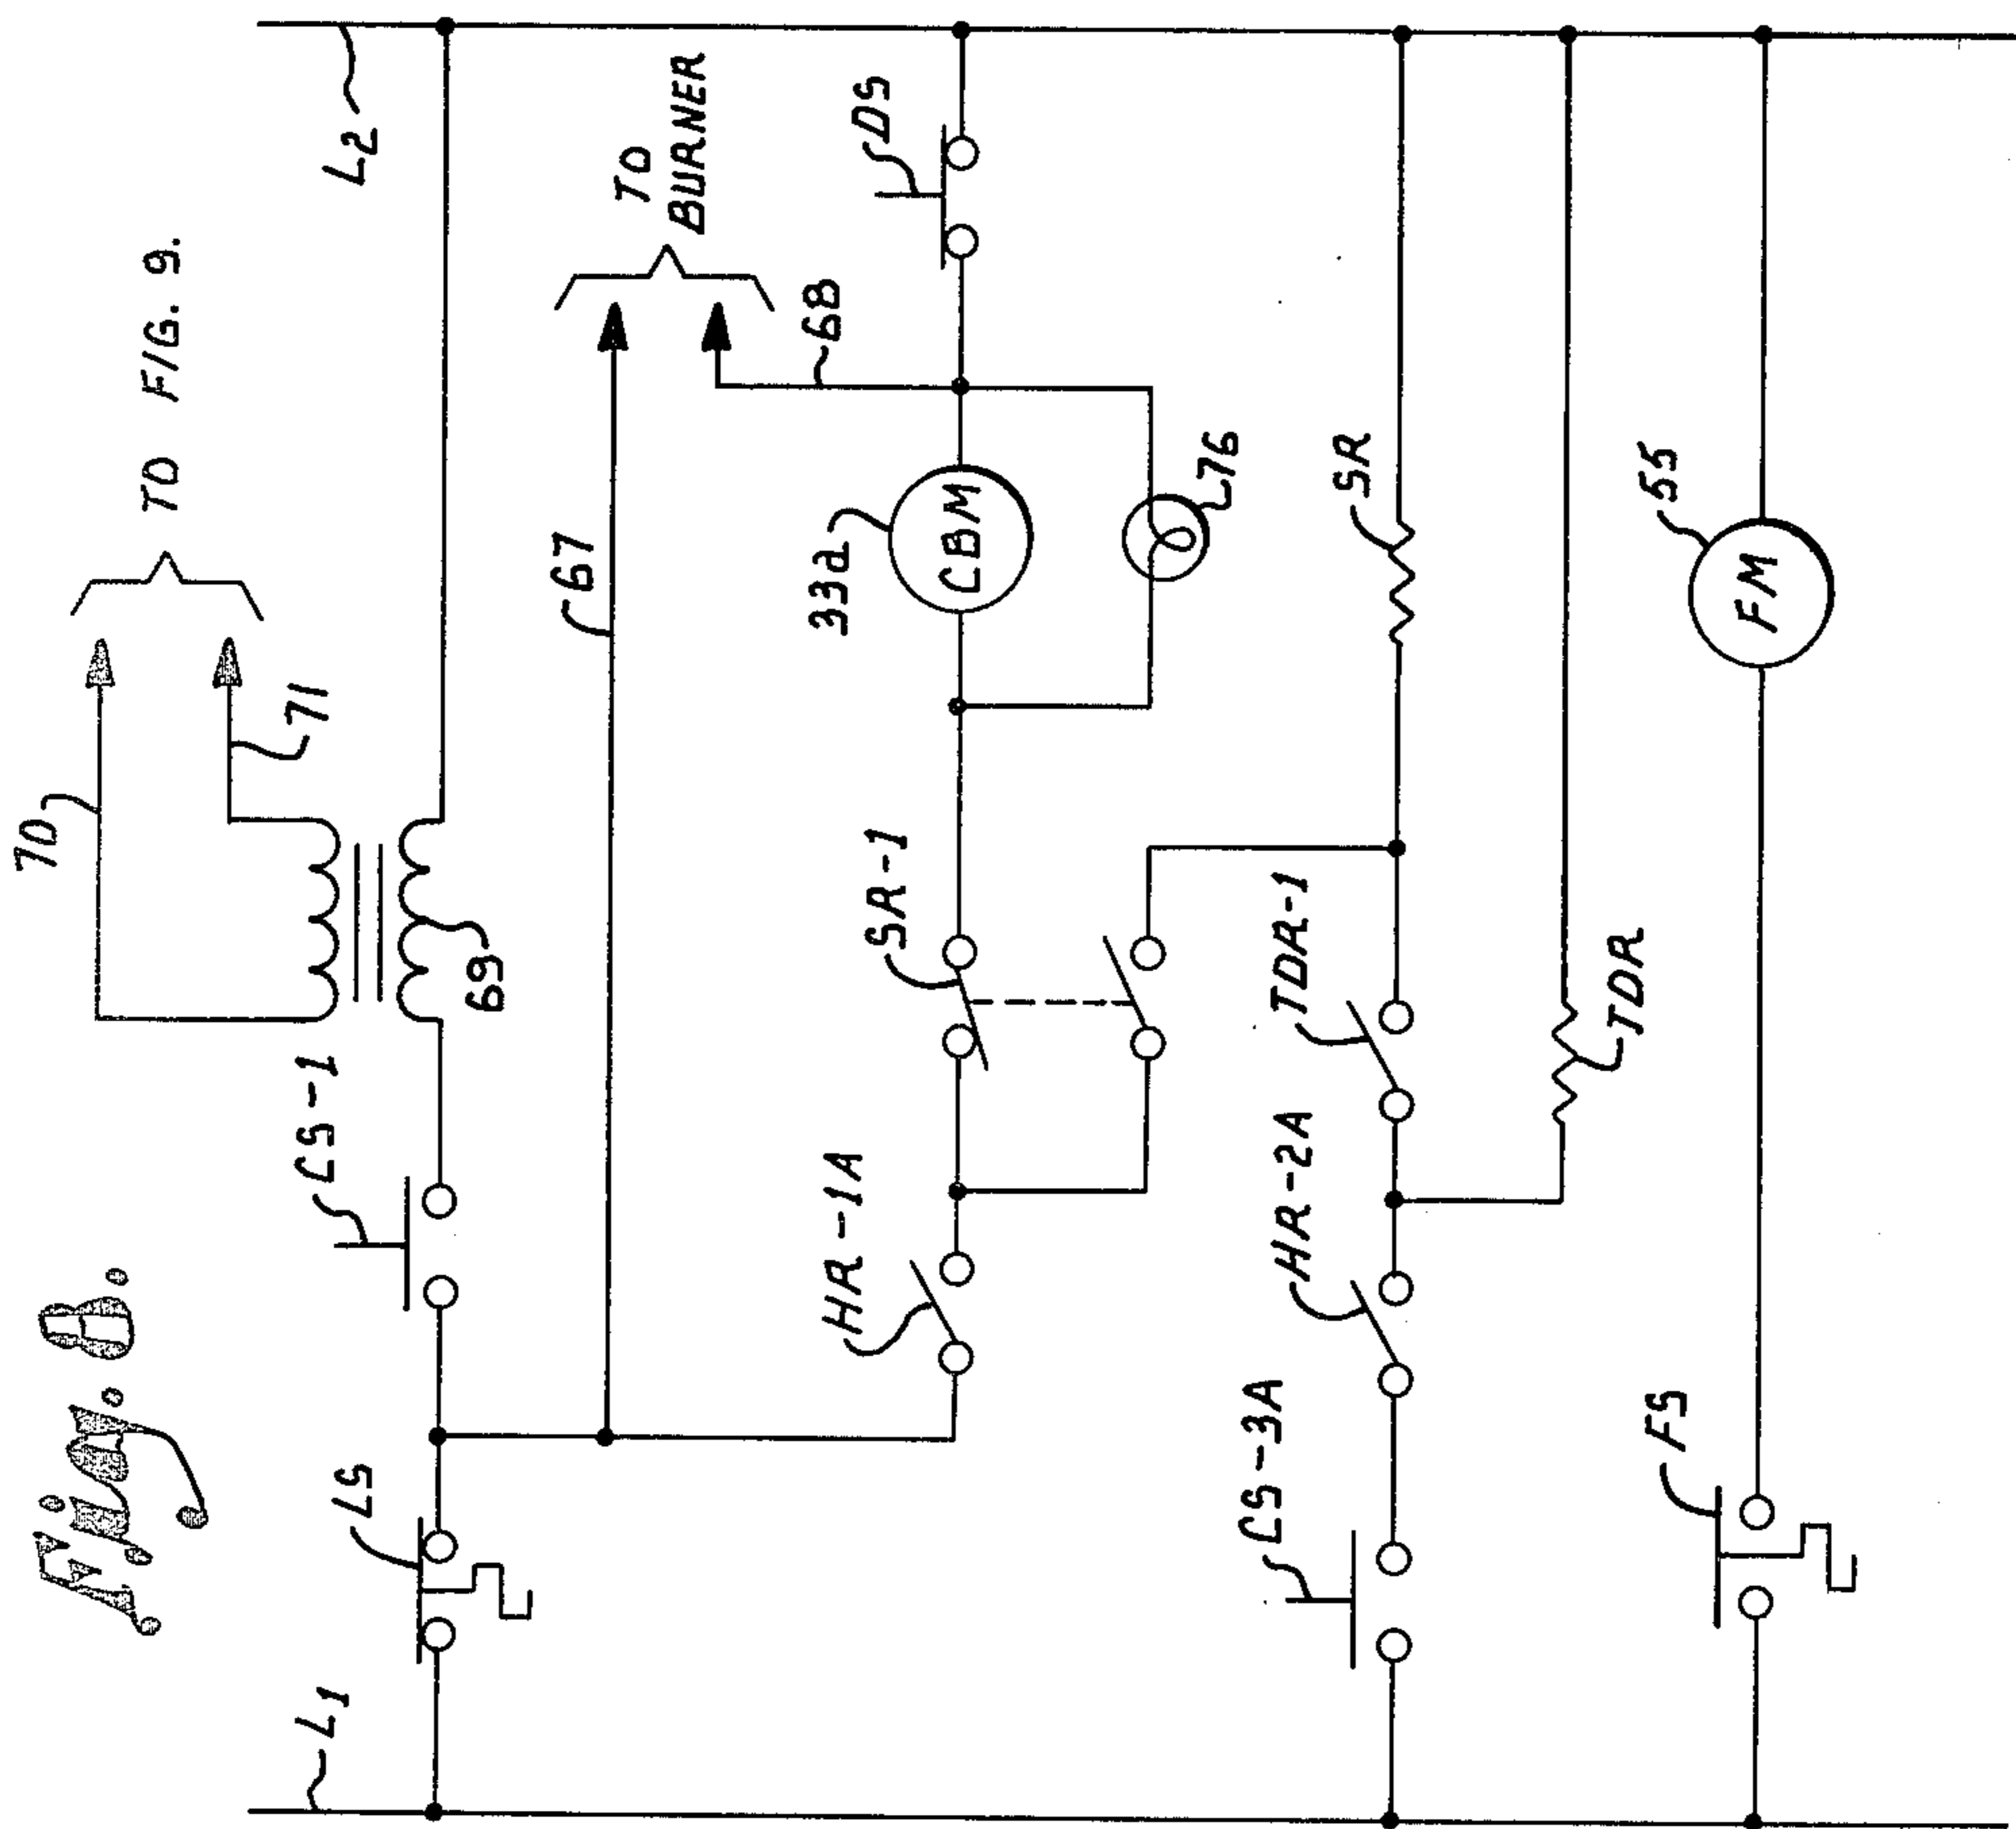 Fig. 8.
L1
L2
LS
CS-1
69
70
71
TO FIG. 9.
67
TO
BURNER
68
HR-1A
SR-1
33a
CBM
DS
76
CS-3A
HR-2A
TDR-1
SR
TDR
FS
55
FM